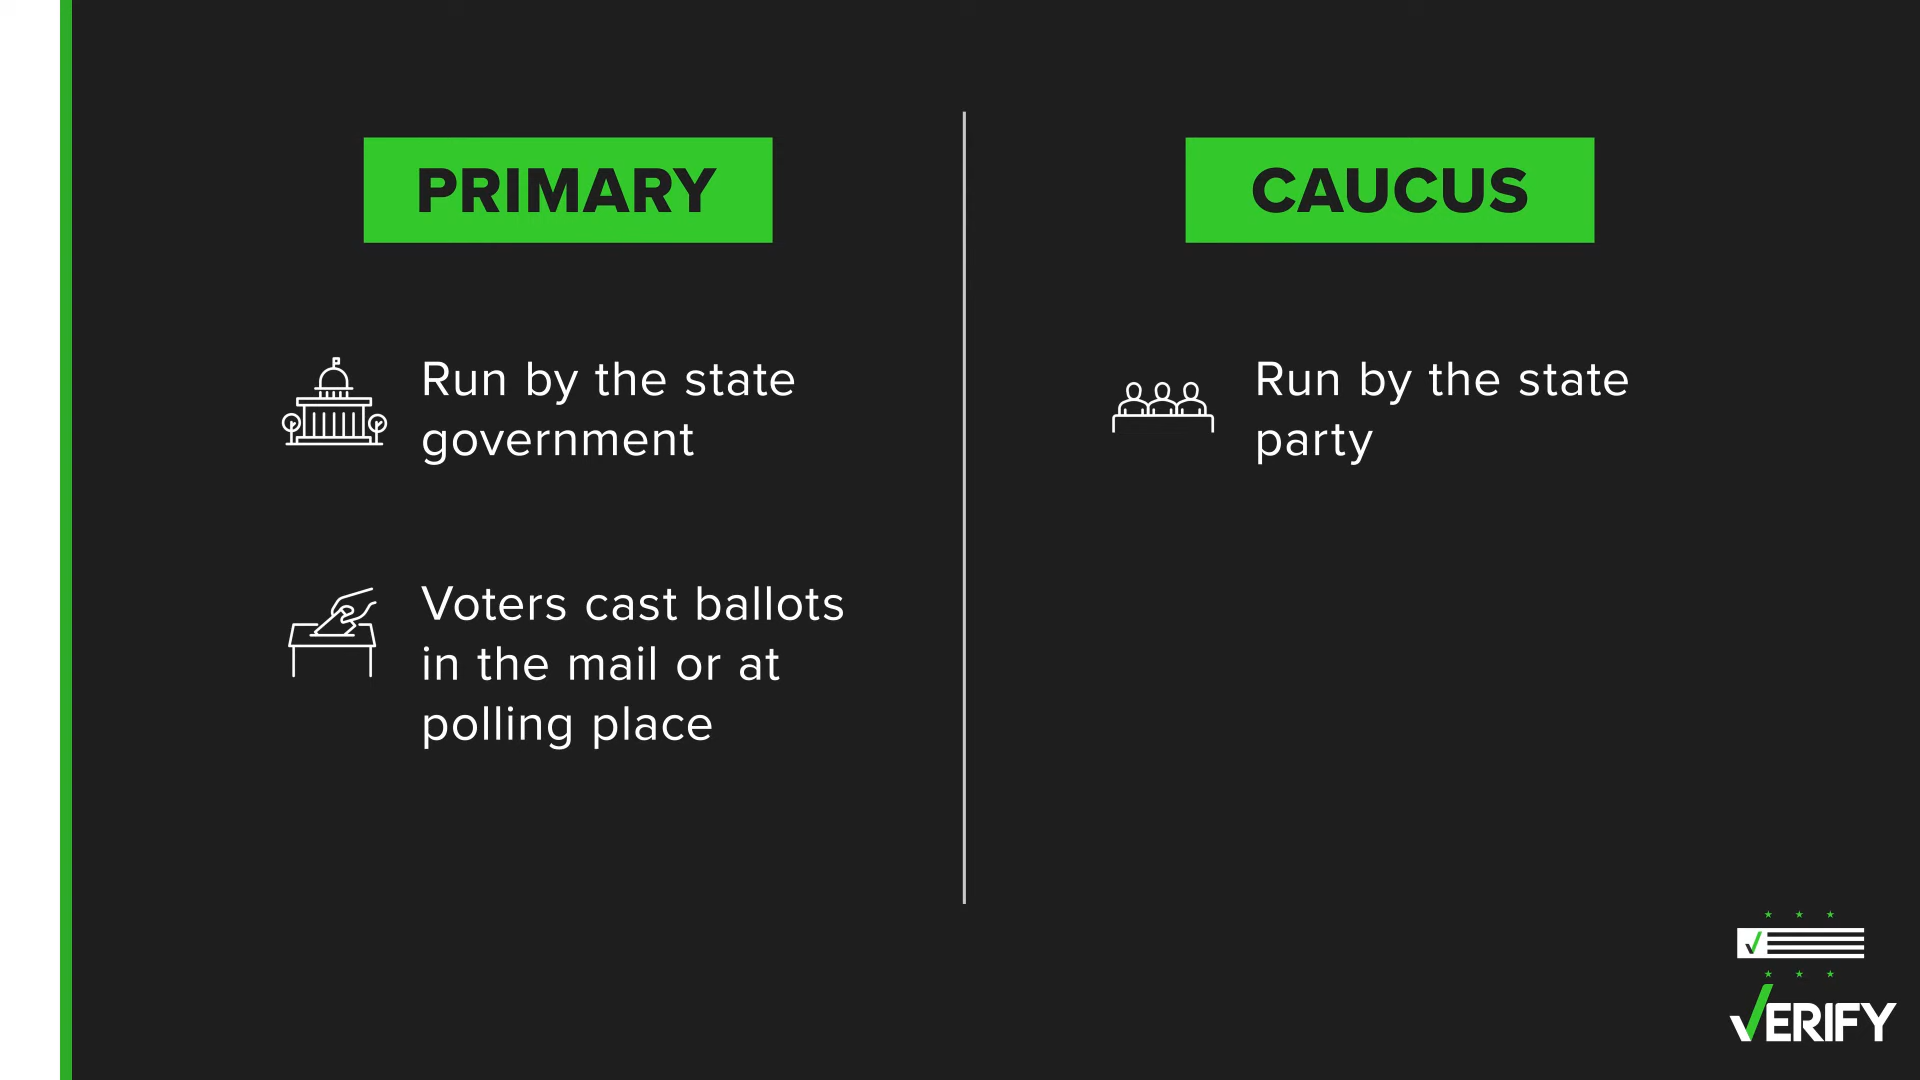 PRIMARY
Run by the state
government
Voters cast ballots
in the mail or at
polling place
CAUCUS
Run by the state
party
VERIFY